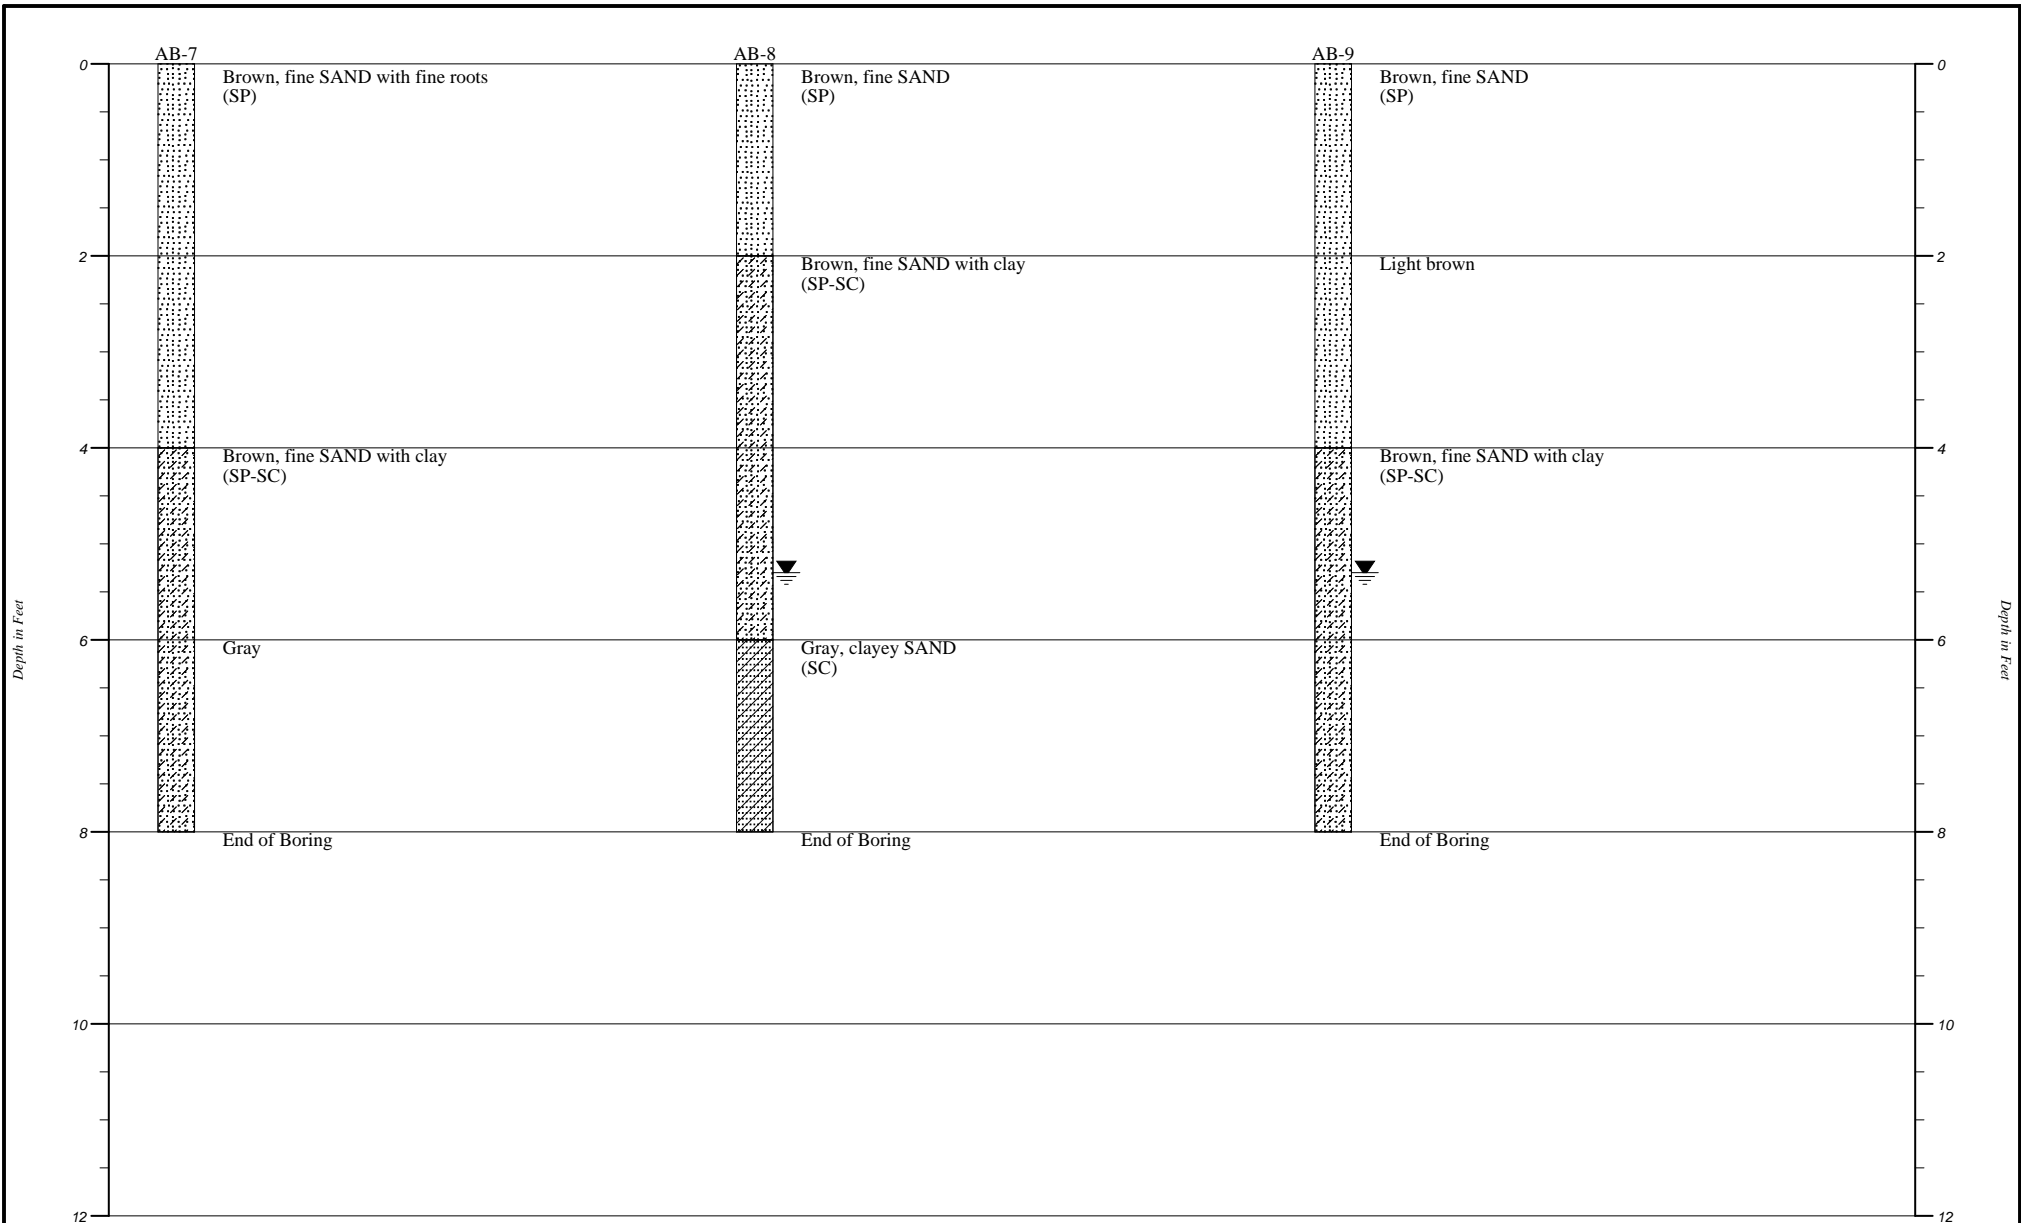 AB-7
AB-8
AB-9
0
0
Brown, fine SAND with fine roots
(SP)
Brown, fine SAND
(SP)
Brown, fine SAND
(SP)
2
2
Brown, fine SAND with clay
(SP-SC)
Light brown
4
4
Brown, fine SAND with clay
(SP-SC)
Brown, fine SAND with clay
(SP-SC)
Depth in Feet
Depth in Feet
6
6
Gray
Gray, clayey SAND
(SC)
8
8
End of Boring
End of Boring
End of Boring
10
10
12
12